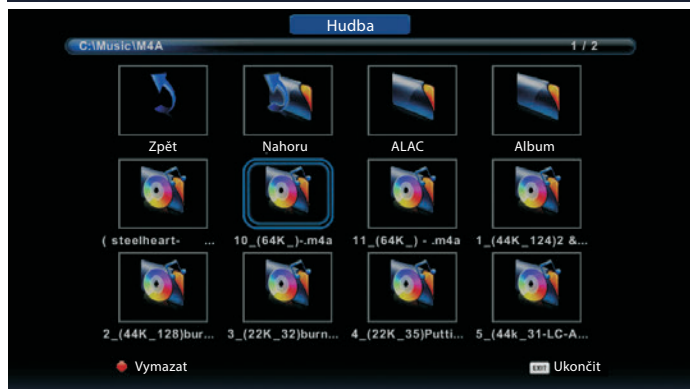 Hudba
C:\Music\M4A 1 / 2
Zpět Nahoru ALAC Album
( steelheart- ... 10_(64K_)-.m4a 11_(64K_) - .m4a 1_(44K_124)2 &...
2_(44K_128)bur... 3_(22K_32)burn... 4_(22K_35)Putti... 5_(44k_31-LC-A...
Vymazat EXIT Ukončit